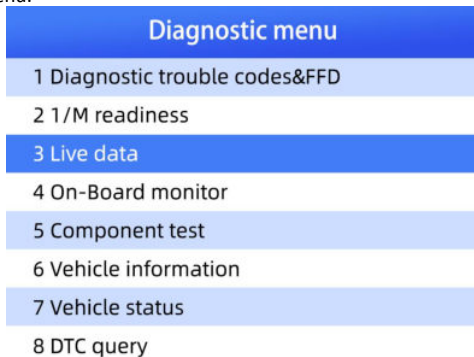 Diagnostic menu
1 Diagnostic trouble codes&FFD
2 1/M readiness
3 Live data
4 On-Board monitor
5 Component test
6 Vehicle information
7 Vehicle status
8 DTC query